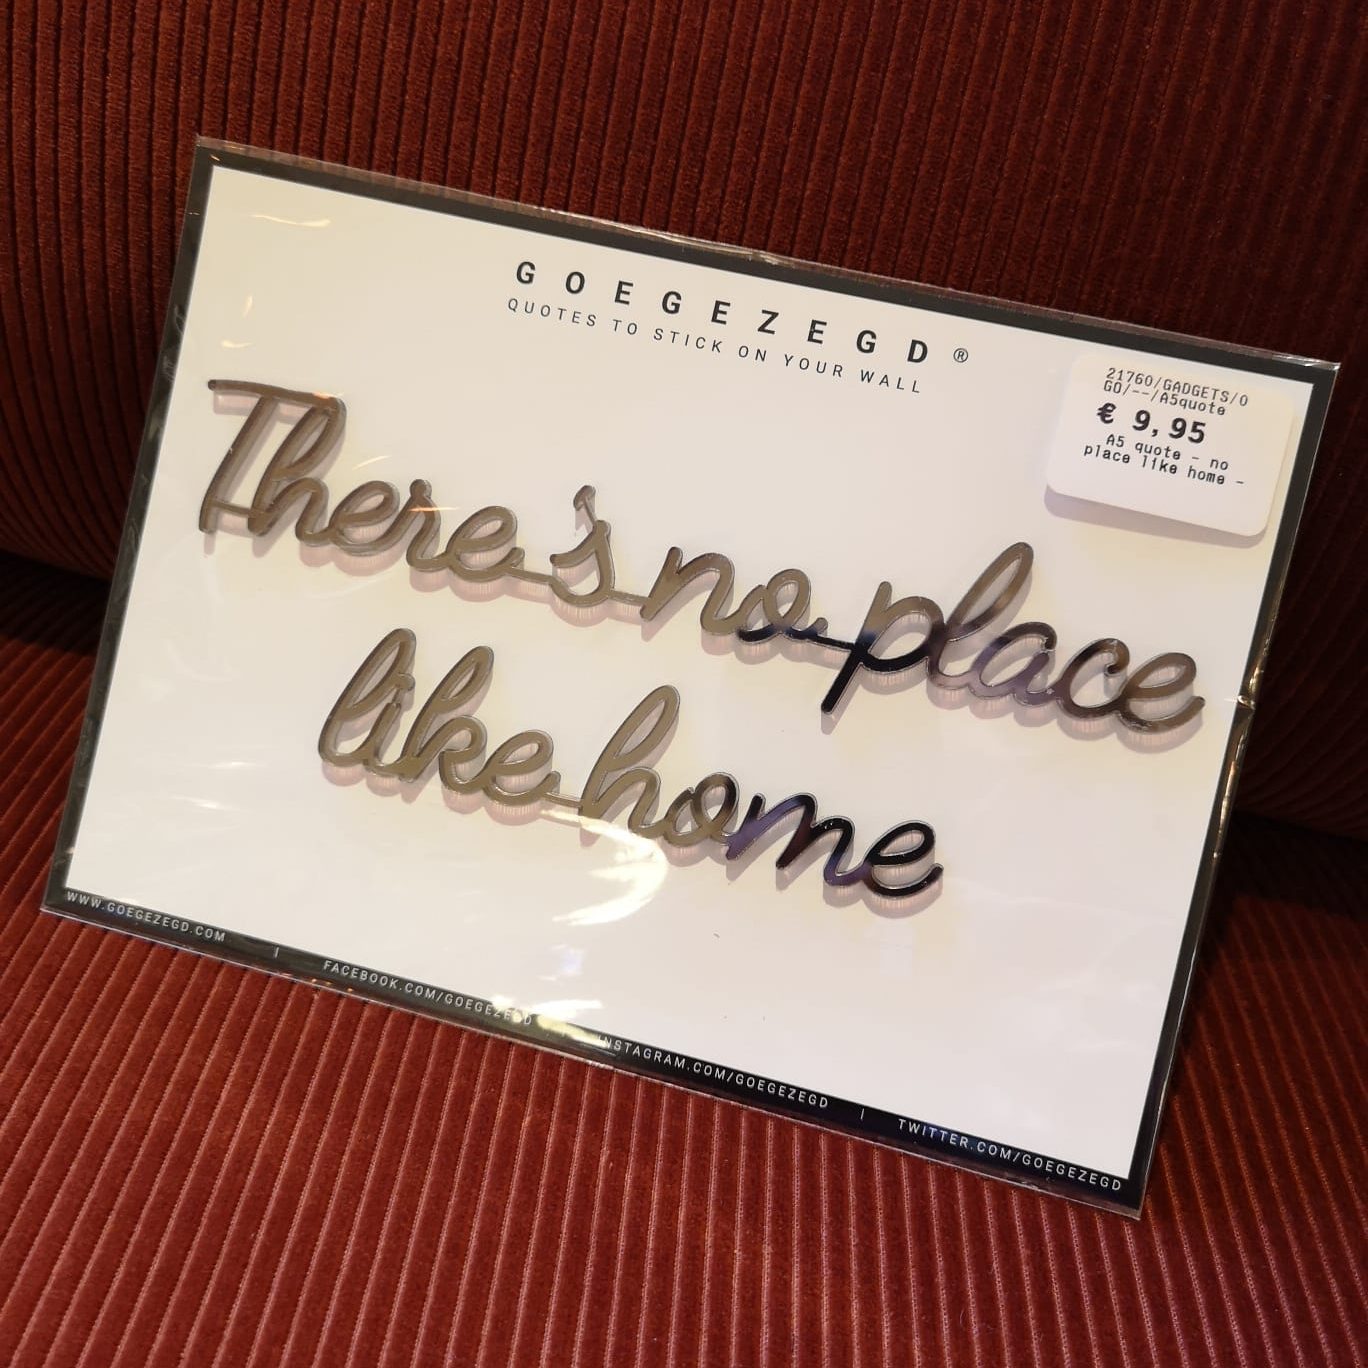 GOEGEZEGD®
QUOTES TO STICK ON YOUR WALL
21760/GADGETS/0
GO/--/A5quote
€ 9,95
A5 quote - no
place like home -
There's no place
like home
WWW.GOEGEZEGD.COM | FACEBOOK.COM/GOEGEZEGD | INSTAGRAM.COM/GOEGEZEGD | TWITTER.COM/GOEGEZEGD